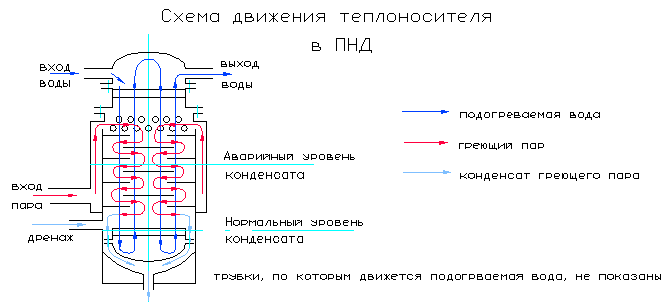 Схема движения теплоносителя
в ПНД
вход
воды
выход
воды
подогреваемая вода
греющий пар
конденсат греющего пара
Аварийный уровень
конденсата
вход
пара
Нормальный уровень
конденсата
дренаж
трубки, по которым движется подогрваемая вода, не показаны